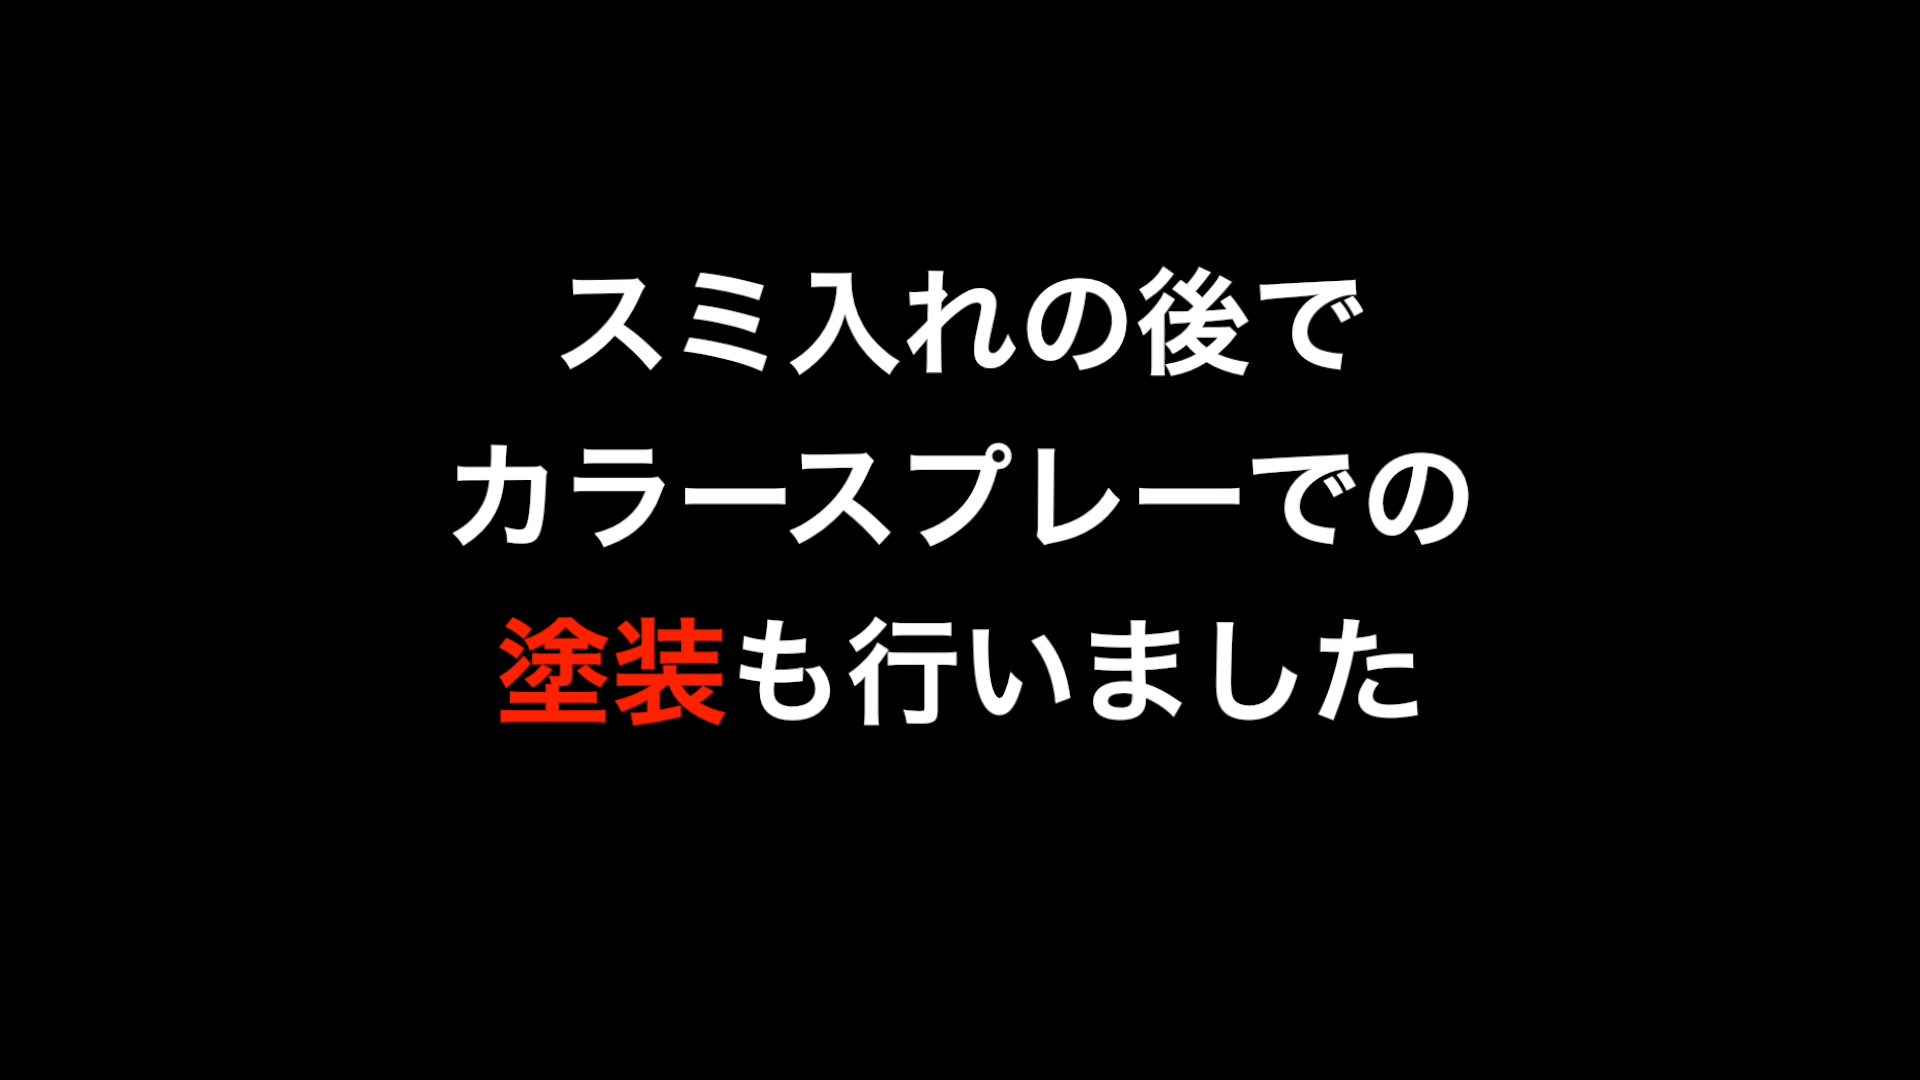 スミ入れの後で
カラースプレーでの
塗装も行いました